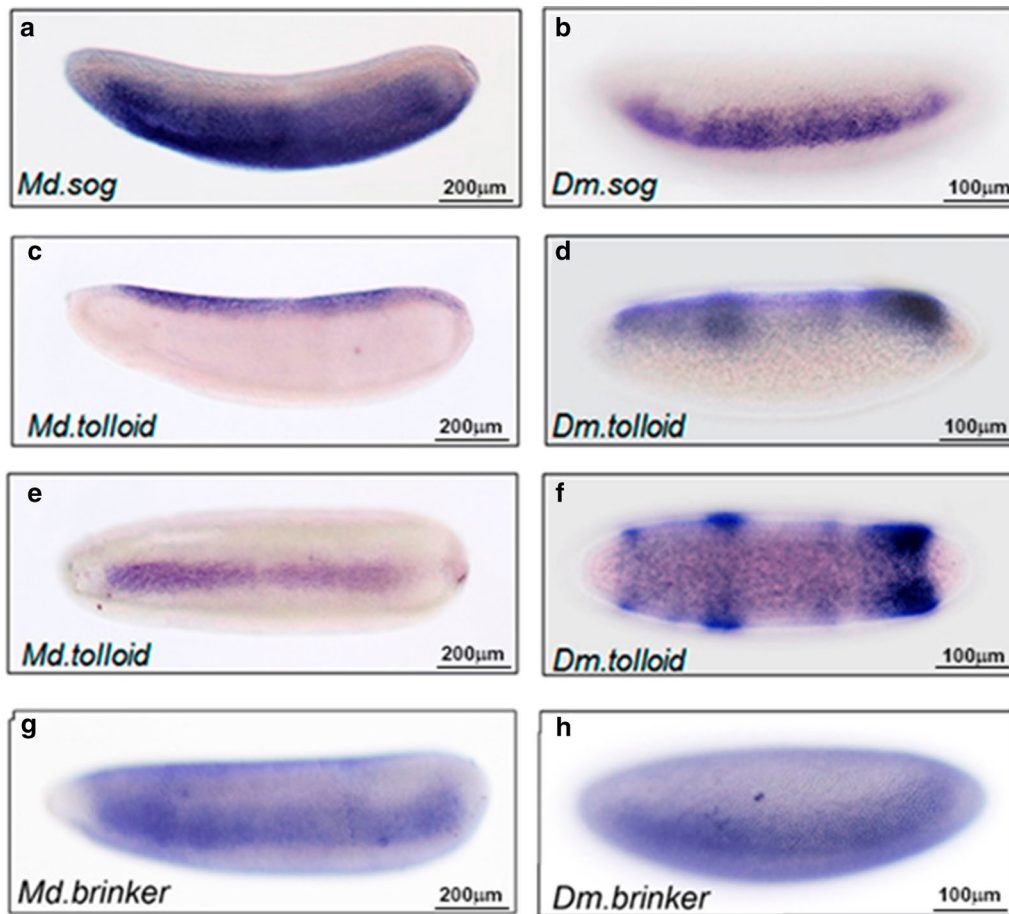 a
b
Md.sog
200µm
Dm.sog
100µm
c
d
Md.tolloid
200µm
Dm.tolloid
100µm
e
f
Md.tolloid
200µm
Dm.tolloid
100µm
g
h
Md.brinker
200µm
Dm.brinker
100µm